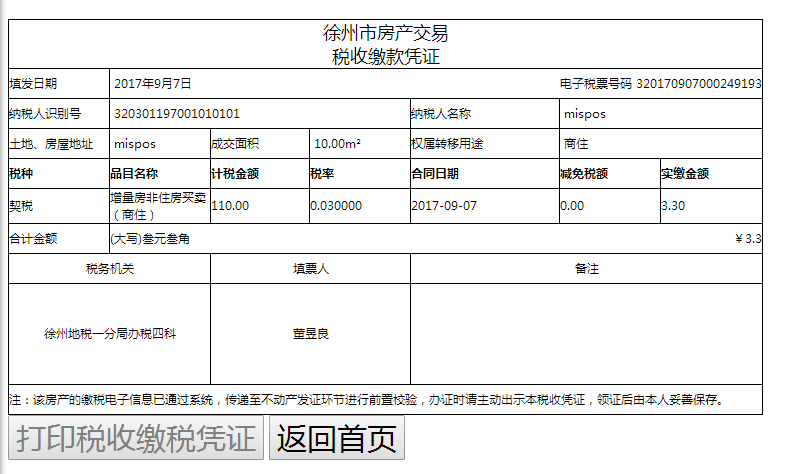 徐州市房产交易
税收缴款凭证
填发日期 2017年9月7日 电子税票号码 320170907000249193
纳税人识别号 320301197001010101 纳税人名称 mispos
土地、房屋地址 mispos 成交面积 10.00m² 权属转移用途 商住
税种 品目名称 计税金额 税率 合同日期 减免税额 实缴金额
契税 增量房非住房买卖 110.00 0.030000 2017-09-07 0.00 3.30
（商住）
合计金额 (大写)叁元叁角 ¥3.3
税务机关 填票人 备注
徐州地税一分局办税四科 董昱良
注：该房产的缴税电子信息已通过系统，传递至不动产发证环节进行前置校验，办证时请主动出示本税收凭证，领证后由本人妥善保存。
打印税收缴税凭证 返回首页